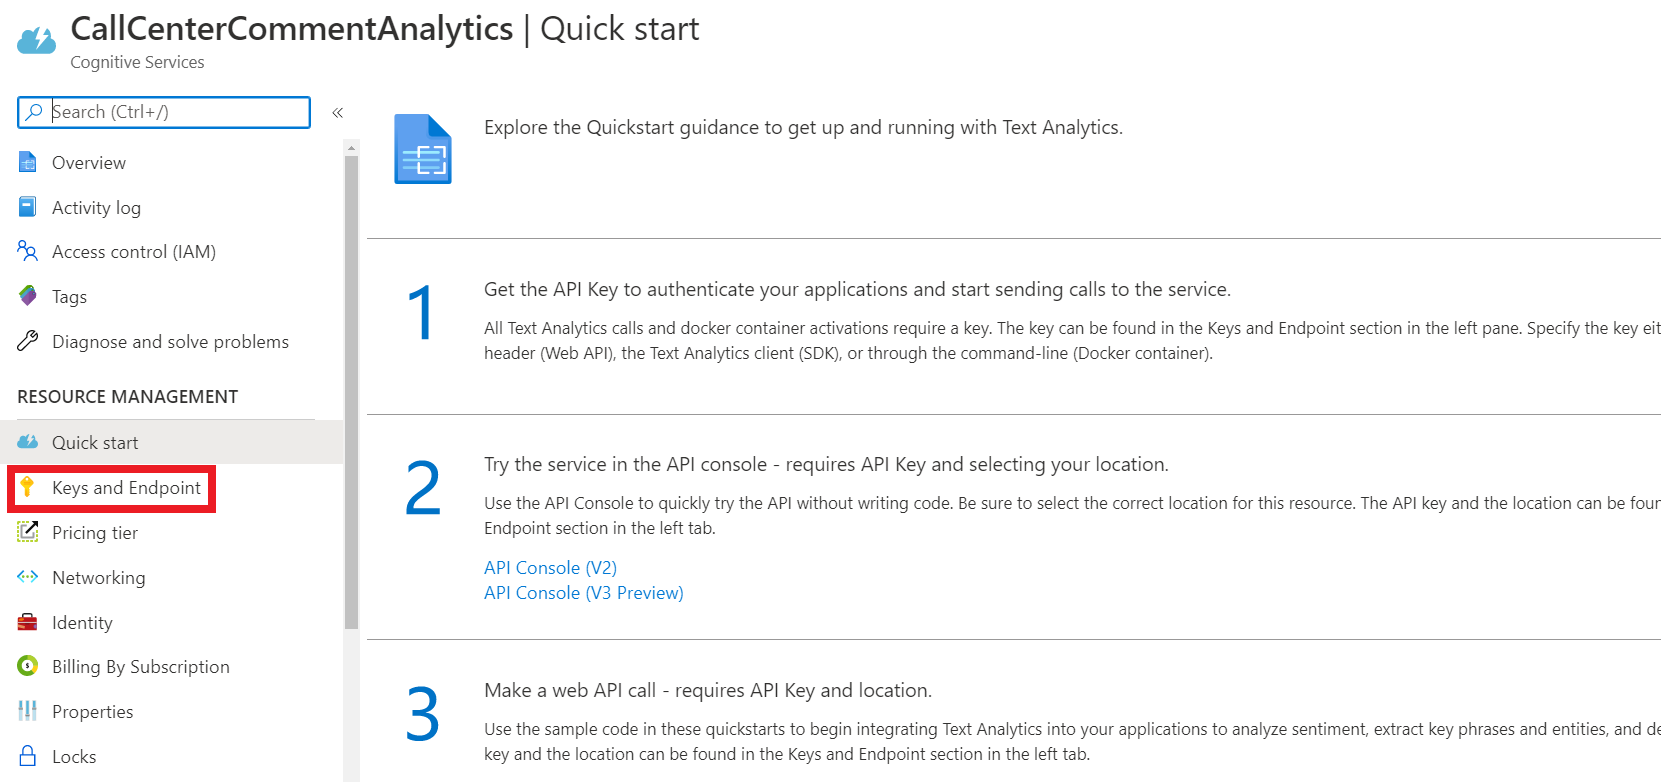 CallCenterCommentAnalytics | Quick start
Cognitive Services
Search (Ctrl+/)
«
Overview
Activity log
Access control (IAM)
Tags
Diagnose and solve problems
RESOURCE MANAGEMENT
Quick start
Keys and Endpoint
Pricing tier
Networking
Identity
Billing By Subscription
Properties
Locks
Explore the Quickstart guidance to get up and running with Text Analytics.
1
Get the API Key to authenticate your applications and start sending calls to the service.
All Text Analytics calls and docker container activations require a key. The key can be found in the Keys and Endpoint section in the left pane. Specify the key
header (Web API), the Text Analytics client (SDK), or through the command-line (Docker container).
2
Try the service in the API console - requires API Key and selecting your location.
Use the API Console to quickly try the API without writing code. Be sure to select the correct location for this resource. The API key and the location can be
Endpoint section in the left tab.
API Console (V2)
API Console (V3 Preview)
3
Make a web API call - requires API Key and location.
Use the sample code in these quickstarts to begin integrating Text Analytics into your applications to analyze sentiment, extract key phrases and entities, and
key and the location can be found in the Keys and Endpoint section in the left tab.